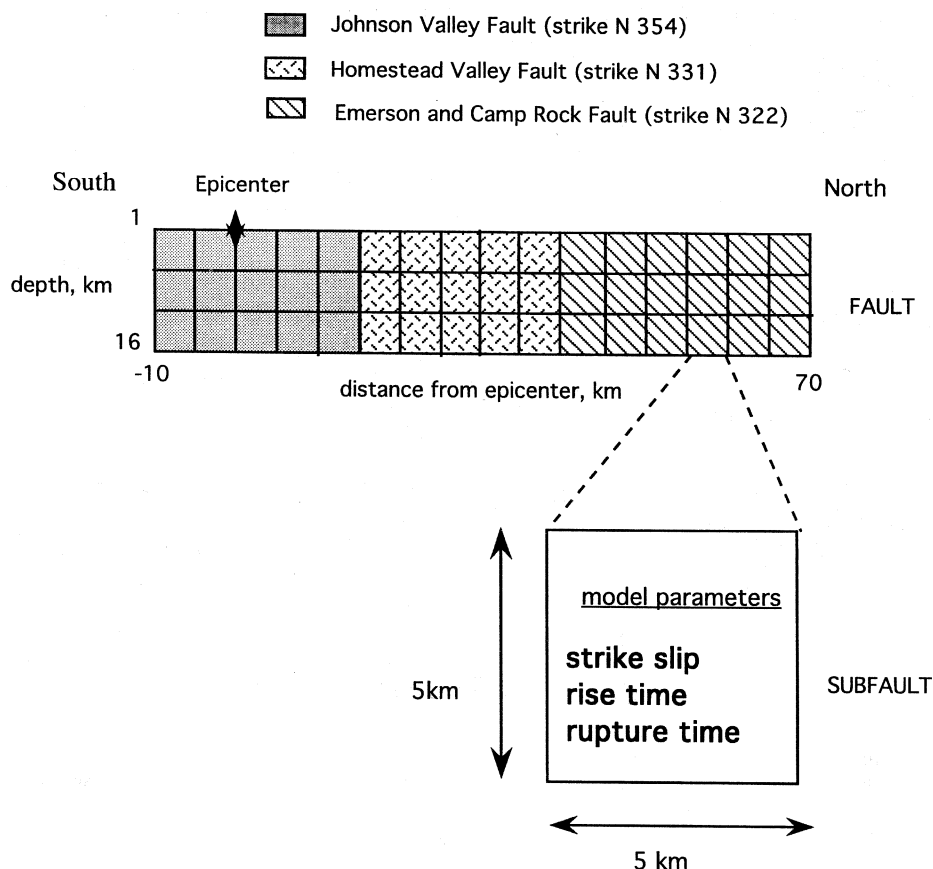 Johnson Valley Fault (strike N 354)
Homestead Valley Fault (strike N 331)
Emerson and Camp Rock Fault (strike N 322)
South
Epicenter
North
1
depth, km
FAULT
16
-10
distance from epicenter, km
70
model parameters
strike slip
rise time
rupture time
5km
SUBFAULT
5 km